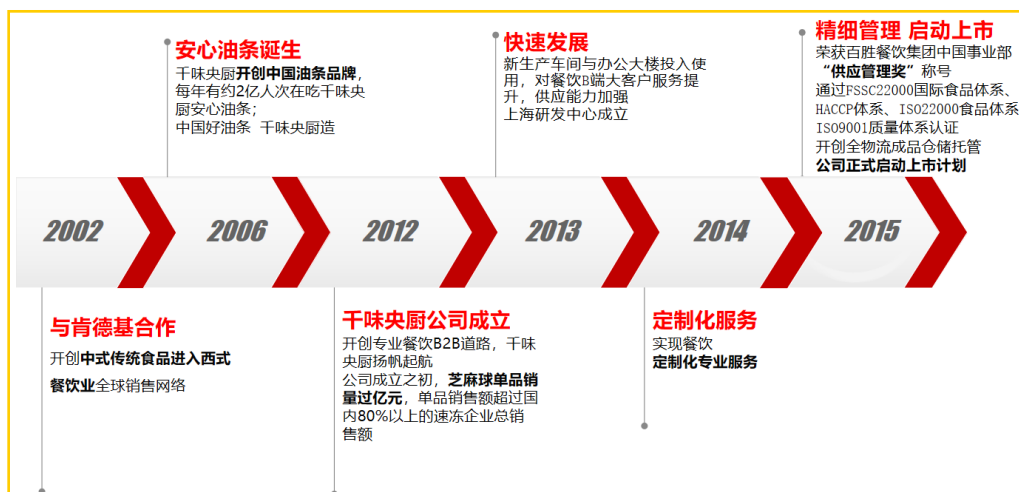 安心油条诞生
千味央厨开创中国油条品牌，
每年有约2亿人次在吃千味央
厨安心油条；
中国好油条 千味央厨造
快速发展
新生产车间与办公大楼投入使
用，对餐饮B端大客户服务提
升，供应能力加强
上海研发中心成立
精细管理 启动上市
荣获百胜餐饮集团中国事业部
“供应管理奖”称号
通过FSSC22000国际食品体系、
HACCP体系、ISO22000食品体系
ISO9001质量体系认证
开创全物流成品仓储托管
公司正式启动上市计划
2002
2006
2012
2013
2014
2015
与肯德基合作
开创中式传统食品进入西式
餐饮业全球销售网络
千味央厨公司成立
开创专业餐饮B2B道路，千味
央厨扬帆起航
公司成立之初，芝麻球单品销
量过亿元，单品销售额超过国
内80%以上的速冻企业总销
售额
定制化服务
实现餐饮
定制化专业服务